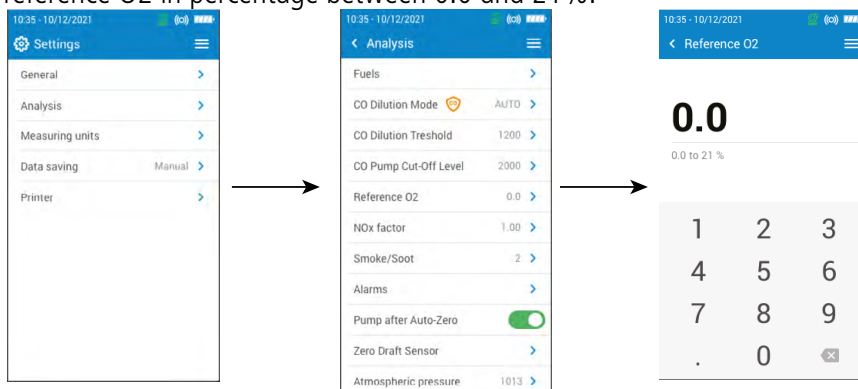 reference O2 in percentage between 0.0 and 21 %.
10:35 - 10/12/2021
Settings
General
Analysis
Measuring units
Data saving Manual
Printer
10:35 - 10/12/2021
Analysis
Fuels
CO Dilution Mode CO AUTO
CO Dilution Treshold 1200
CO Pump Cut-Off Level 2000
Reference O2 0.0
NOx factor 1.00
Smoke/Soot 2
Alarms
Pump after Auto-Zero
Zero Draft Sensor
Atmospheric pressure 1013
10:35 - 10/12/2021
Reference O2
0.0
0.0 to 21 %
1 2 3
4 5 6
7 8 9
. 0